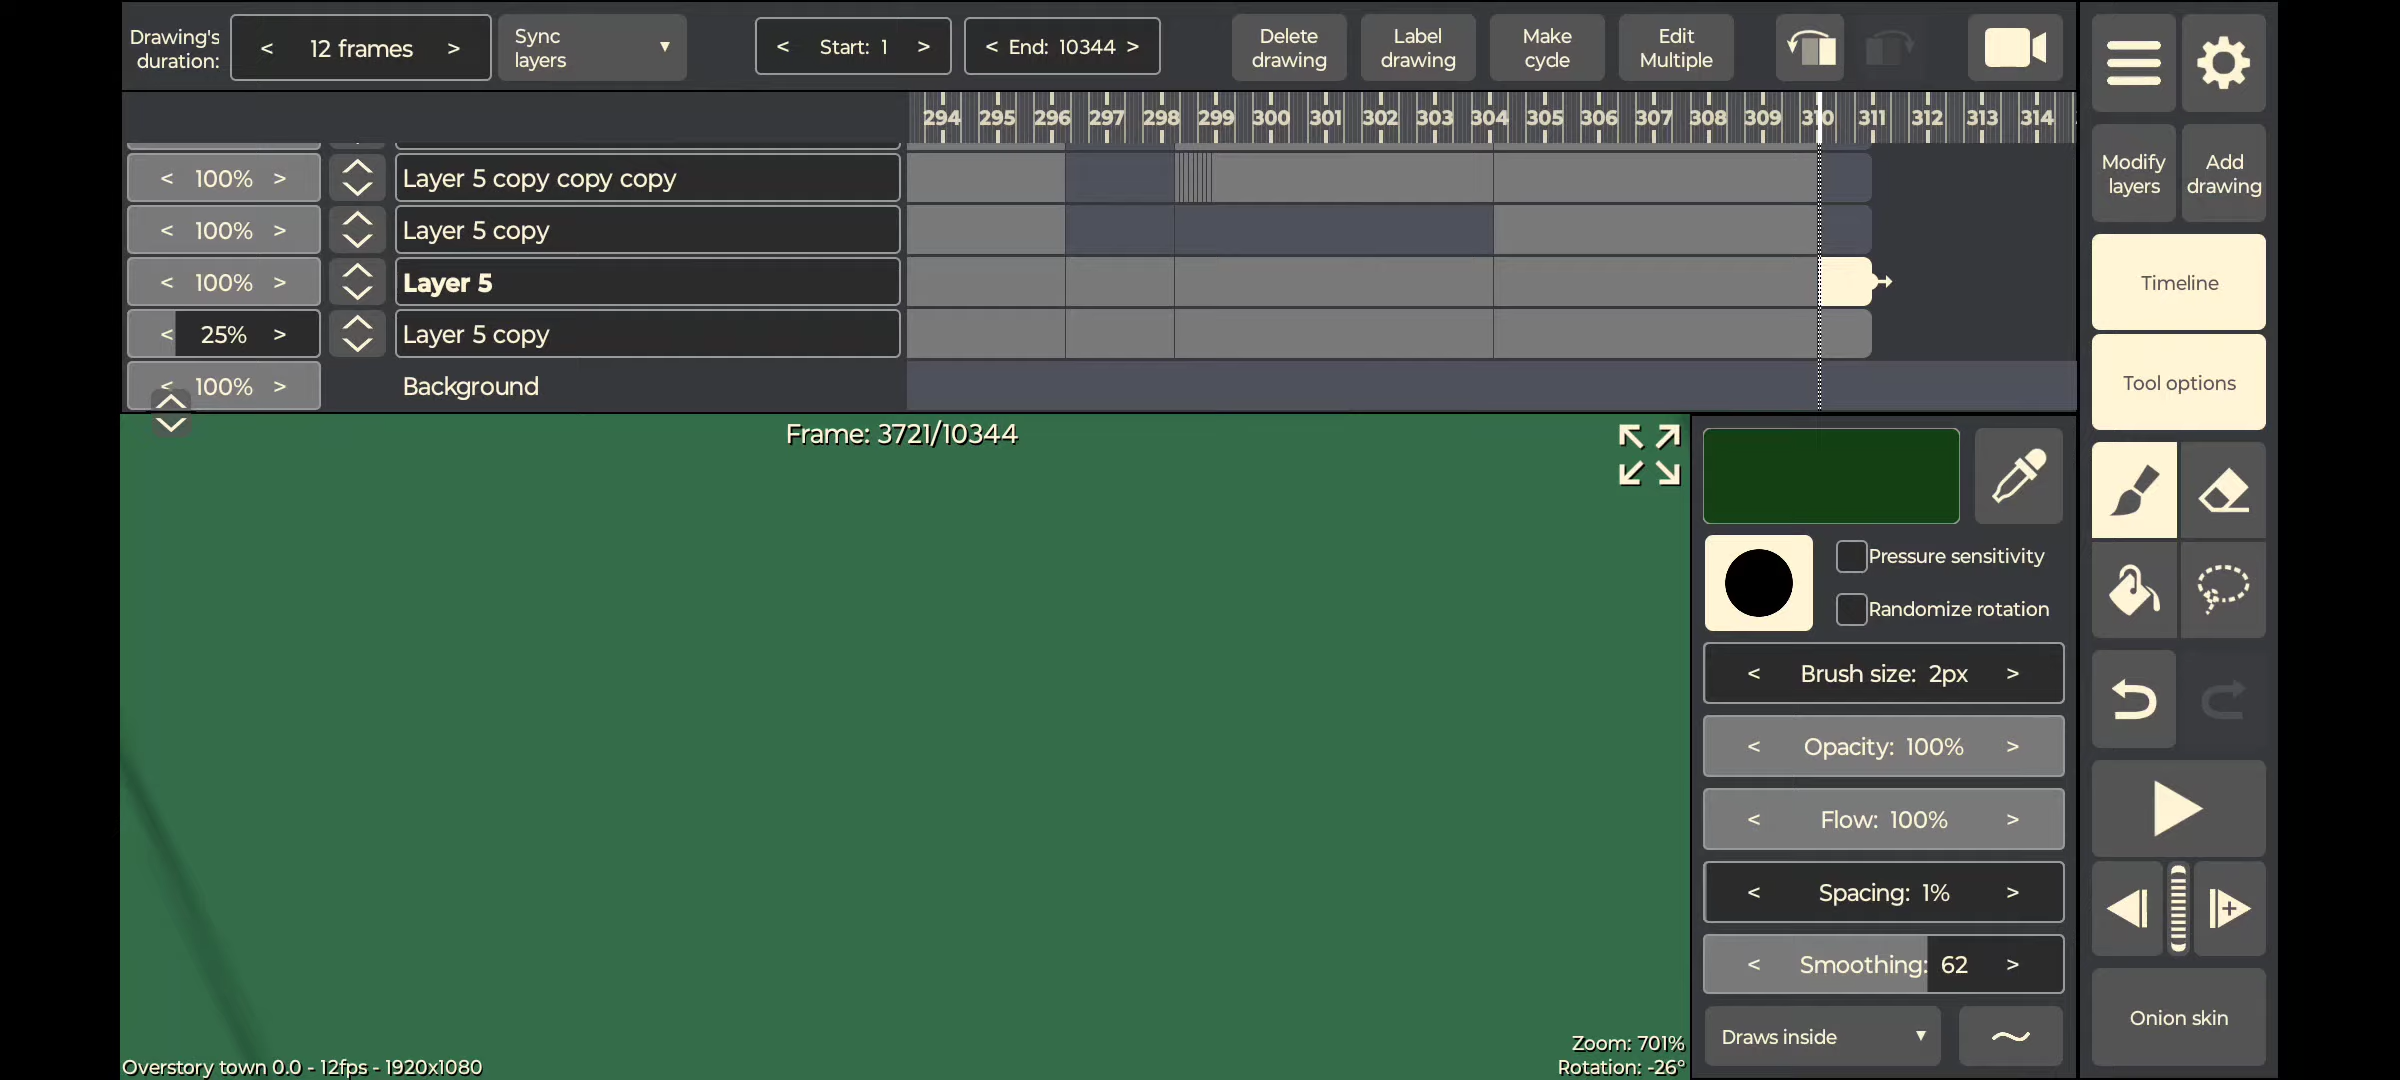 Drawing's
duration:
< 12 frames >
Sync
layers
< Start: 1 >
< End: 10344 >
Delete
drawing
Label
drawing
Make
cycle
Edit
Multiple
294 295 296 297 298 299 300 301 302 303 304 305 306 307 308 309 310 311 312 313 314
Modify
layers
Add
drawing
< 100% > Layer 5 copy copy copy
< 100% > Layer 5 copy
< 100% > Layer 5
< 25% > Layer 5 copy
< 100% > Background
Timeline
Tool options
Frame: 3721/10344
Pressure sensitivity
Randomize rotation
< Brush size: 2px >
< Opacity: 100% >
< Flow: 100% >
< Spacing: 1% >
< Smoothing: 62 >
Draws inside
Onion skin
Zoom: 701%
Rotation: -26°
Overstory town 0.0 - 12fps - 1920x1080